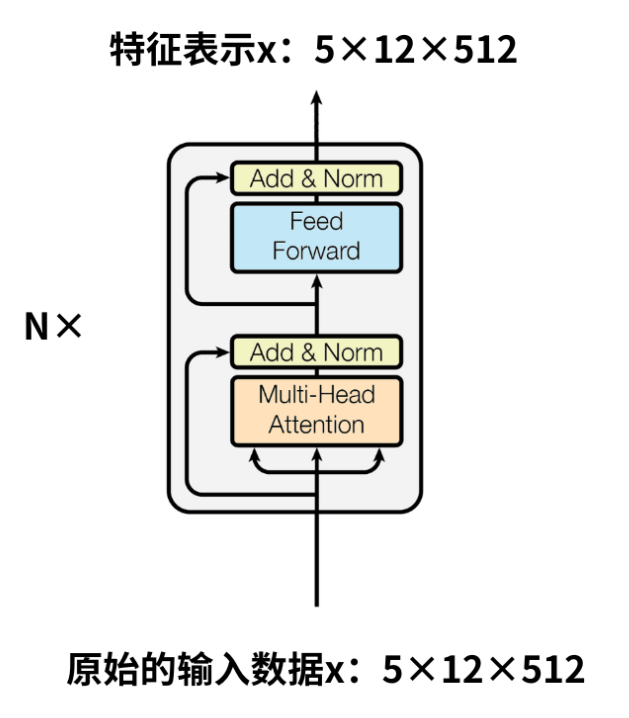 特征表示x：5×12×512
Add & Norm
Feed
Forward
N×
Add & Norm
Multi-Head
Attention
原始的输入数据x：5×12×512